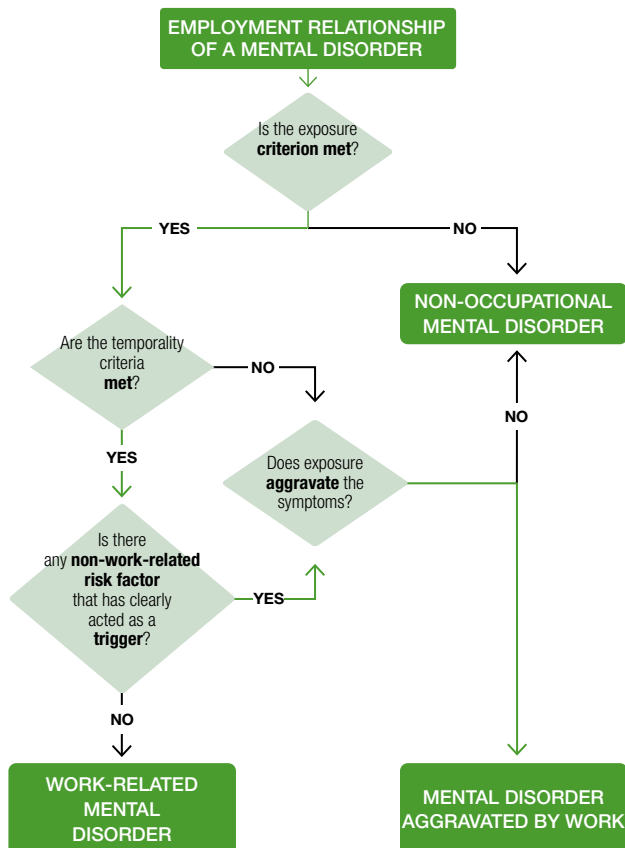 EMPLOYMENT RELATIONSHIP
OF A MENTAL DISORDER
Is the exposure
criterion met?
YES
NO
NON-OCCUPATIONAL
MENTAL DISORDER
Are the temporality
criteria
met?
NO
NO
YES
Does exposure
aggravate the
symptoms?
Is there
any non-work-related
risk factor
that has clearly
acted as a
trigger?
YES
NO
WORK-RELATED
MENTAL
DISORDER
MENTAL DISORDER
AGGRAVATED BY WORK